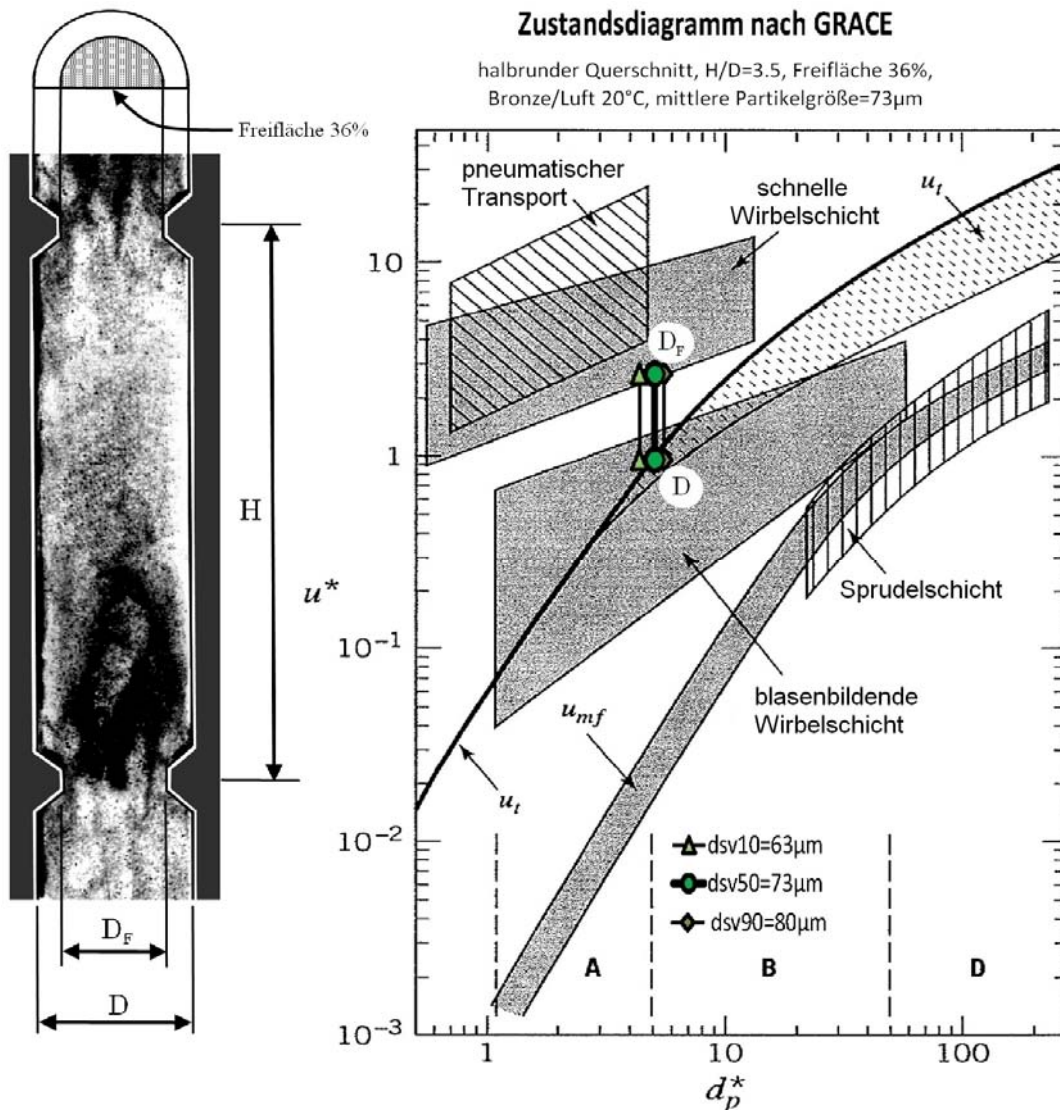 Zustandsdiagramm nach GRACE
halbrunder Querschnitt, H/D=3.5, Freifläche 36%,
Bronze/Luft 20°C, mittlere Partikelgröße=73µm
Freifläche 36%
H
D_F
D
u*
10
1
10⁻¹
10⁻²
10⁻³
pneumatischer
Transport
schnelle
Wirbelschicht
u_t
D_F
D
Sprudelschicht
blasenbildende
Wirbelschicht
u_mf
u_t
dsv10=63µm
dsv50=73µm
dsv90=80µm
A
B
D
1
10
100
d_p*